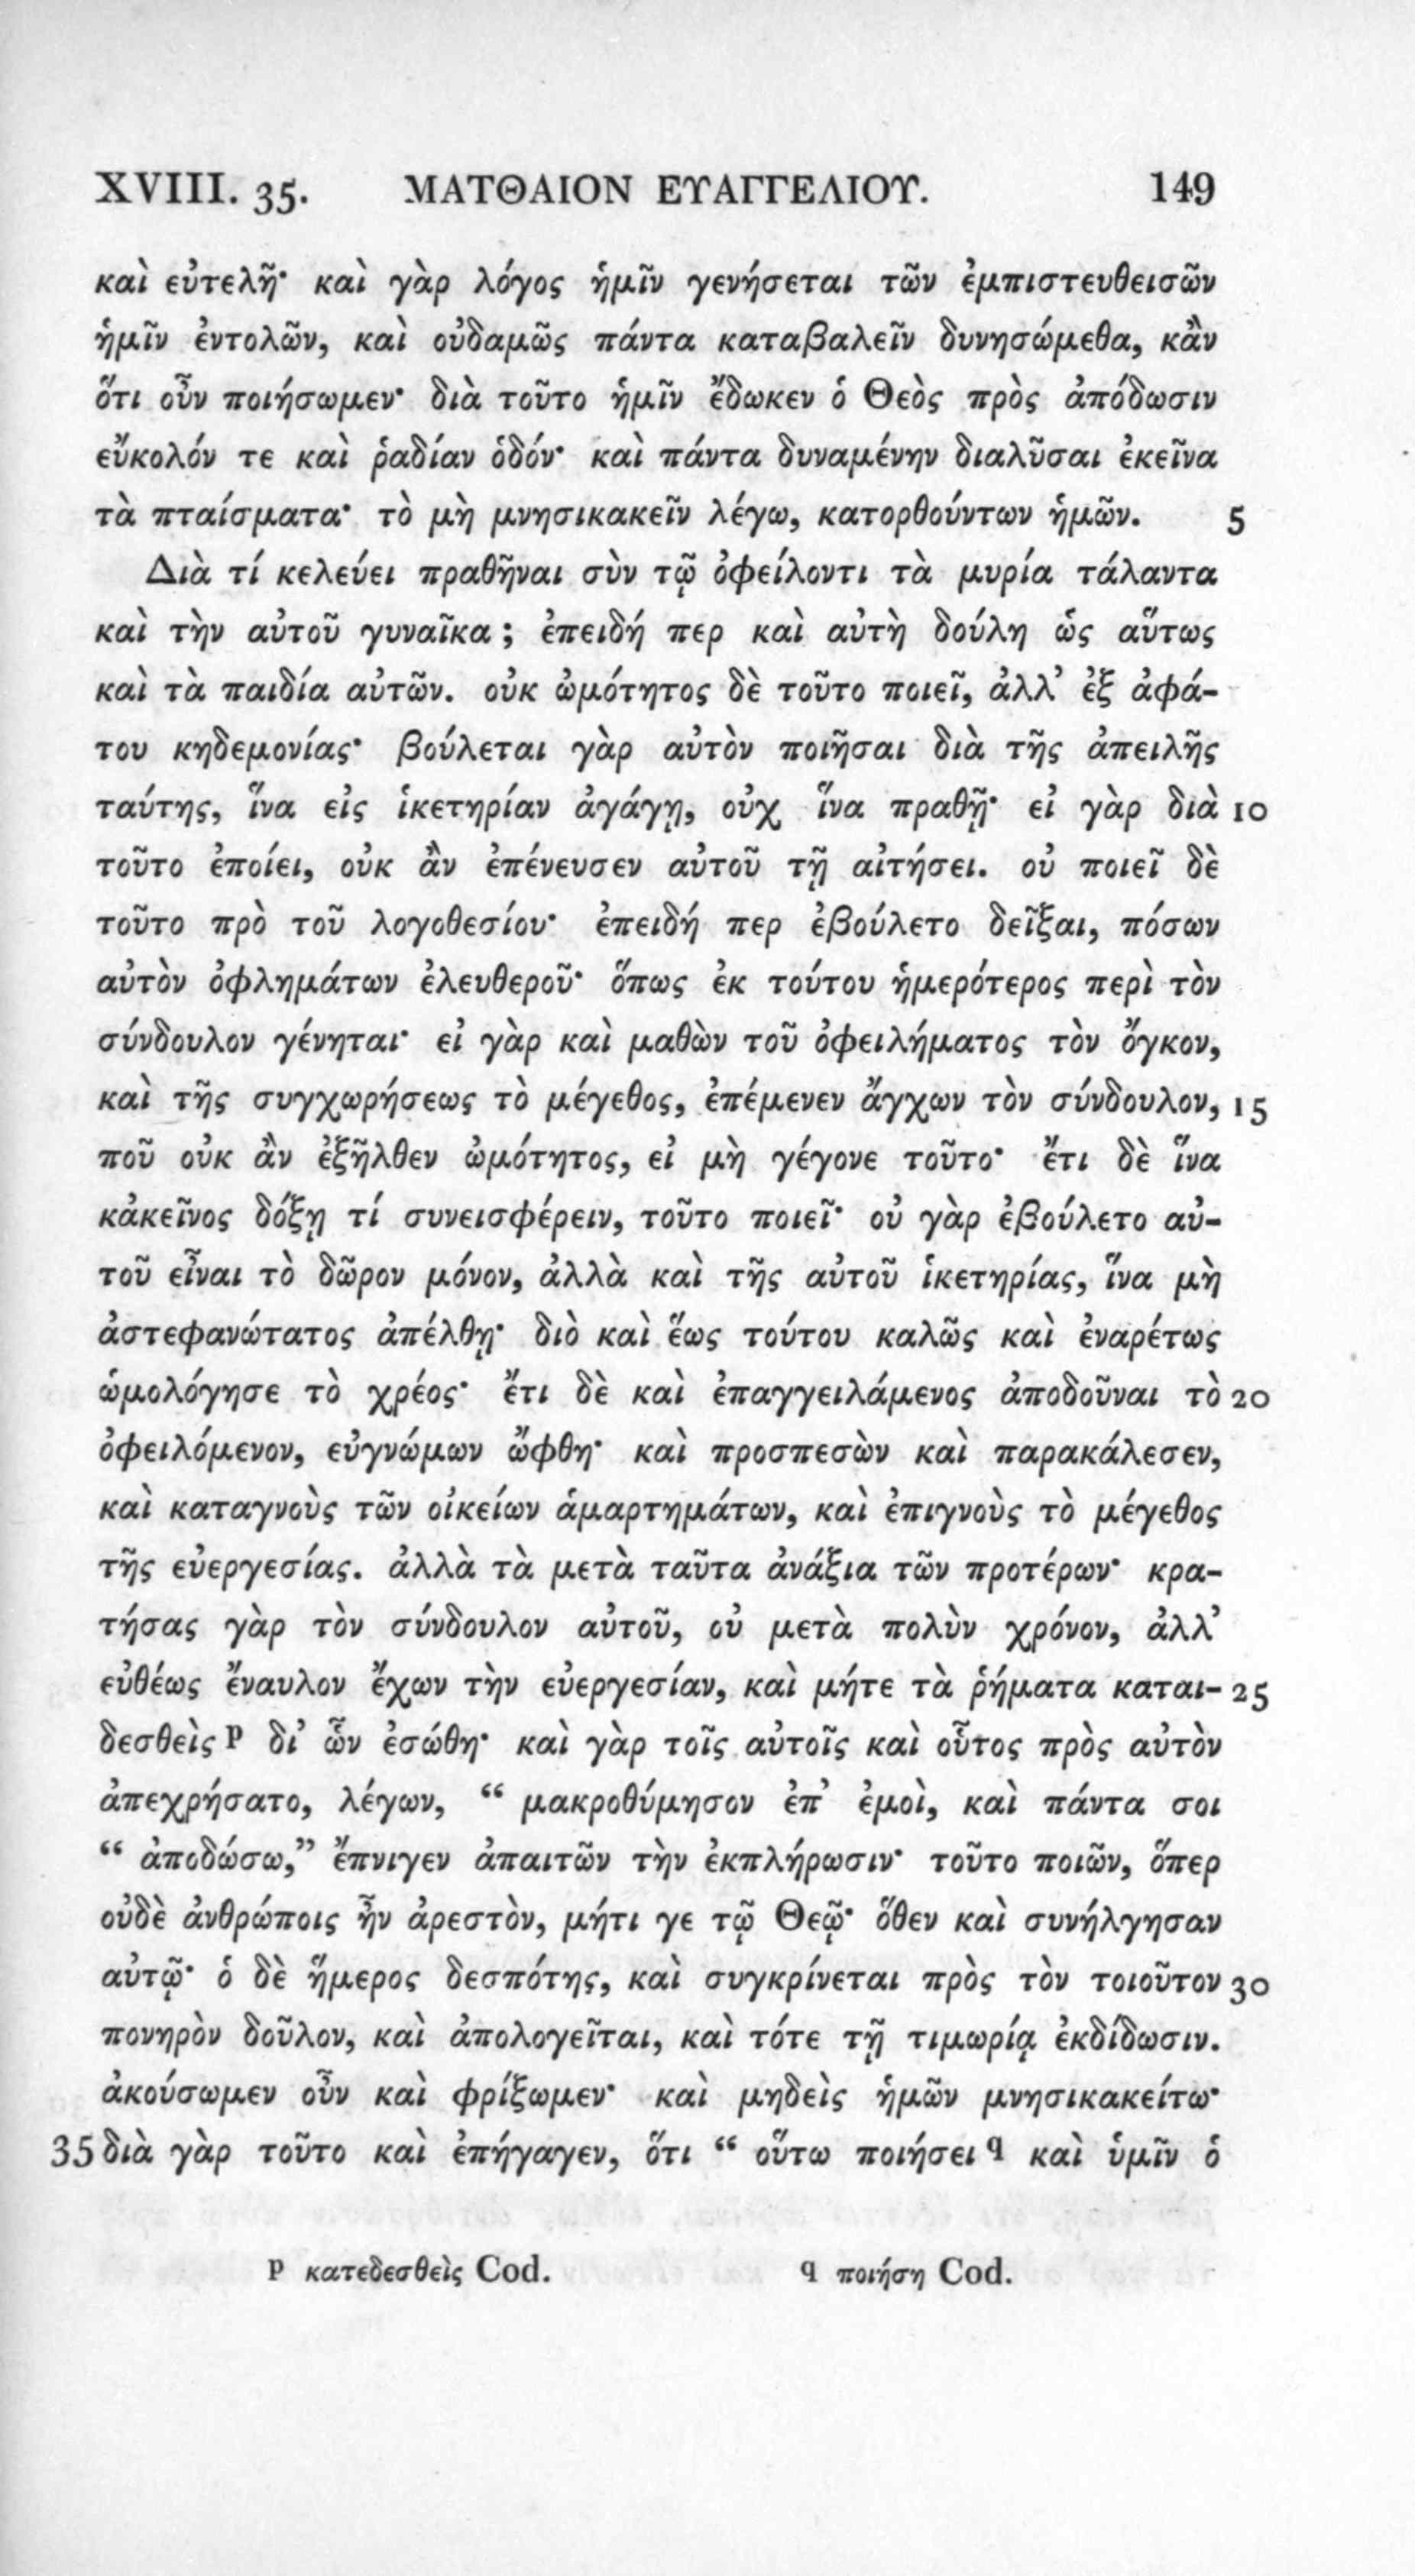 XVIII. 35. ΜΑΤΘΑΙΟΝ ΕΥΑΓΓΕΛΙΟΥ. 149
καὶ εὐτελῆ· καὶ γὰρ λόγος ἡμῖν γενήσεται τῶν ἐμπιστευθεισῶν
ἡμῖν ἐντολῶν, καὶ οὐδαμῶς πάντα καταβαλεῖν δυνησώμεθα, κἂν
ὅτι οὖν ποιήσωμεν· διὰ τοῦτο ἡμῖν ἔδωκεν ὁ Θεὸς πρὸς ἀπόδωσιν
εὔκολόν τε καὶ ῥαδίαν ὁδόν· καὶ πάντα δυναμένην διαλῦσαι ἐκεῖνα
τὰ πταίσματα· τὸ μὴ μνησικακεῖν λέγω, κατορθούντων ἡμῶν. 5
Διὰ τί κελεύει πραθῆναι σὺν τῷ ὀφείλοντι τὰ μυρία τάλαντα
καὶ τὴν αὐτοῦ γυναῖκα; ἐπειδή περ καὶ αὐτὴ δούλη ὡς αὕτως
καὶ τὰ παιδία αὐτῶν. οὐκ ὠμότητος δὲ τοῦτο ποιεῖ, ἀλλ’ ἐξ ἀφά-
του κηδεμονίας· βούλεται γὰρ αὐτὸν ποιῆσαι διὰ τῆς ἀπειλῆς
ταύτης, ἵνα εἰς ἱκετηρίαν ἀγάγῃ, οὐχ ἵνα πραθῇ· εἰ γὰρ διὰ 10
τοῦτο ἐποίει, οὐκ ἂν ἐπένευσεν αὐτοῦ τῇ αἰτήσει. οὐ ποιεῖ δὲ
τοῦτο πρὸ τοῦ λογοθεσίου· ἐπειδή περ ἐβούλετο δεῖξαι, πόσων
αὐτὸν ὀφλημάτων ἐλευθεροῦ· ὅπως ἐκ τούτου ἡμερότερος περὶ τὸν
σύνδουλον γένηται· εἰ γὰρ καὶ μαθὼν τοῦ ὀφειλήματος τὸν ὄγκον,
καὶ τῆς συγχωρήσεως τὸ μέγεθος, ἐπέμενεν ἄγχων τὸν σύνδουλον, 15
ποῦ οὐκ ἂν ἐξῆλθεν ὠμότητος, εἰ μὴ γέγονε τοῦτο· ἔτι δὲ ἵνα
κἀκεῖνος δόξῃ τί συνεισφέρειν, τοῦτο ποιεῖ· οὐ γὰρ ἐβούλετο αὐ-
τοῦ εἶναι τὸ δῶρον μόνον, ἀλλὰ καὶ τῆς αὐτοῦ ἱκετηρίας, ἵνα μὴ
ἀστεφανώτατος ἀπέλθῃ· διὸ καὶ ἕως τούτου καλῶς καὶ ἐναρέτως
ὡμολόγησε τὸ χρέος· ἔτι δὲ καὶ ἐπαγγειλάμενος ἀποδοῦναι τὸ 20
ὀφειλόμενον, εὐγνώμων ὤφθη· καὶ προσπεσὼν καὶ παρακάλεσεν,
καὶ καταγνοὺς τῶν οἰκείων ἁμαρτημάτων, καὶ ἐπιγνοὺς τὸ μέγεθος
τῆς εὐεργεσίας. ἀλλὰ τὰ μετὰ ταῦτα ἀνάξια τῶν προτέρων· κρα-
τήσας γὰρ τὸν σύνδουλον αὐτοῦ, οὐ μετὰ πολὺν χρόνον, ἀλλ’
εὐθέως ἔναυλον ἔχων τὴν εὐεργεσίαν, καὶ μήτε τὰ ῥήματα καται- 25
δεσθεὶς p δι’ ὧν ἐσώθη· καὶ γὰρ τοῖς αὐτοῖς καὶ οὗτος πρὸς αὐτὸν
ἀπεχρήσατο, λέγων, “ μακροθύμησον ἐπ’ ἐμοὶ, καὶ πάντα σοι
“ ἀποδώσω,” ἔπνιγεν ἀπαιτῶν τὴν ἐκπλήρωσιν· τοῦτο ποιῶν, ὅπερ
οὐδὲ ἀνθρώποις ἦν ἀρεστὸν, μήτι γε τῷ Θεῷ· ὅθεν καὶ συνήλγησαν
αὐτῷ· ὁ δὲ ἥμερος δεσπότης, καὶ συγκρίνεται πρὸς τὸν τοιοῦτον 30
πονηρὸν δοῦλον, καὶ ἀπολογεῖται, καὶ τότε τῇ τιμωρίᾳ ἐκδίδωσιν.
ἀκούσωμεν οὖν καὶ φρίξωμεν· καὶ μηδεὶς ἡμῶν μνησικακείτω·
35 διὰ γὰρ τοῦτο καὶ ἐπήγαγεν, ὅτι “ οὕτω ποιήσει q καὶ ὑμῖν ὁ
p κατεδεσθεὶς Cod. q ποιήση Cod.